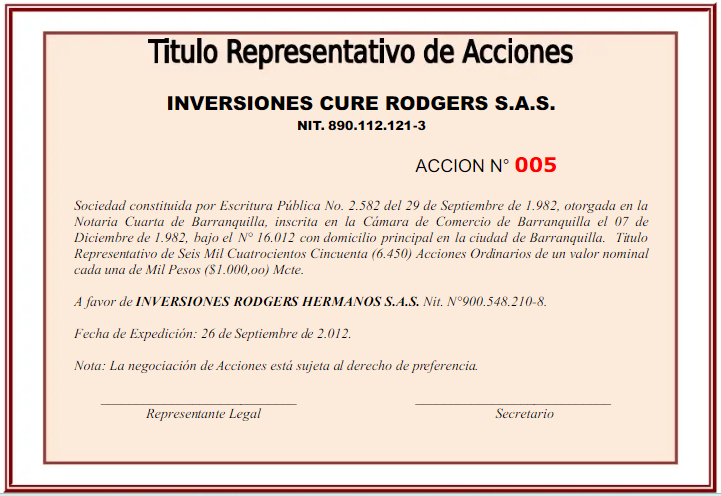 Titulo Representativo de Acciones
INVERSIONES CURE RODGERS S.A.S.
NIT. 890.112.121-3
ACCION N° 005
Sociedad constituida por Escritura Pública No. 2.582 del 29 de Septiembre de 1.982, otorgada en la
Notaria Cuarta de Barranquilla, inscrita en la Cámara de Comercio de Barranquilla el 07 de
Diciembre de 1.982, bajo el N° 16.012 con domicilio principal en la ciudad de Barranquilla. Titulo
Representativo de Seis Mil Cuatrocientos Cincuenta (6.450) Acciones Ordinarios de un valor nominal
cada una de Mil Pesos ($1.000,oo) Mcte.
A favor de INVERSIONES RODGERS HERMANOS S.A.S. Nit. N°900.548.210-8.
Fecha de Expedición: 26 de Septiembre de 2.012.
Nota: La negociación de Acciones está sujeta al derecho de preferencia.
Representante Legal Secretario